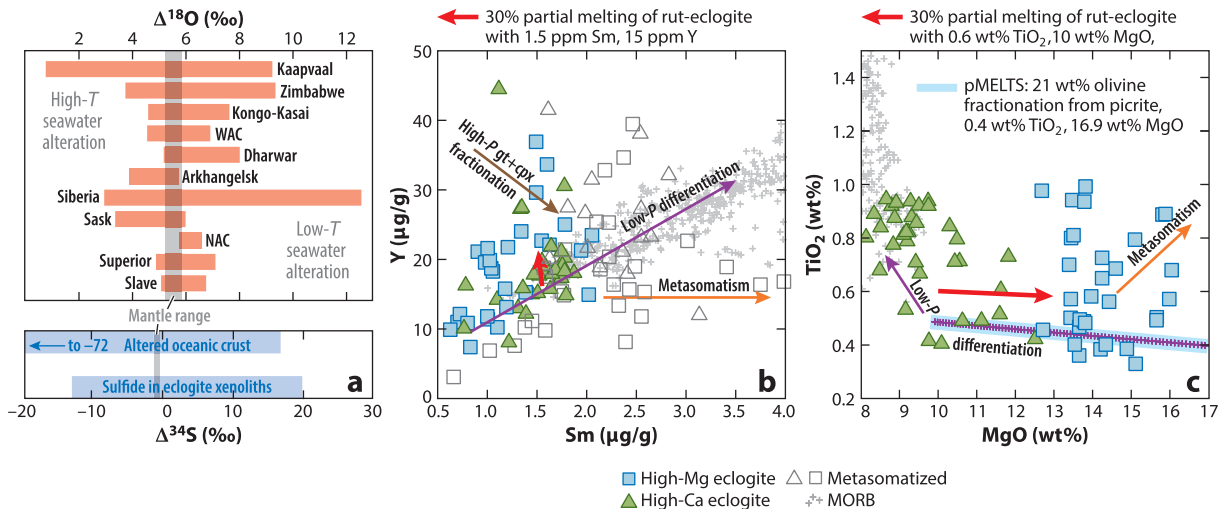 Δ18O (‰)
2 4 6 8 10 12
Kaapvaal
Zimbabwe
Kongo-Kasai
WAC
Dharwar
Arkhangelsk
Siberia
Sask
NAC
Superior
Slave
High-T
seawater
alteration
Low-T
seawater
alteration
Mantle range
to –72 Altered oceanic crust
Sulfide in eclogite xenoliths
a
–20 –10 0 10 20 30
Δ34S (‰)
30% partial melting of rut-eclogite
with 1.5 ppm Sm, 15 ppm Y
50
40
30
20
10
0
Y (µg/g)
High-P gt+cpx
fractionation
Low-P differentiation
Metasomatism
b
0.5 1.0 1.5 2.0 2.5 3.0 3.5 4.0
Sm (µg/g)
30% partial melting of rut-eclogite
with 0.6 wt% TiO2, 10 wt% MgO,
1.4
1.2
1.0
0.8
0.6
0.4
0.2
TiO2 (wt%)
pMELTS: 21 wt% olivine
fractionation from picrite,
0.4 wt% TiO2, 16.9 wt% MgO
Metasomatism
Low-P
differentiation
c
8 9 10 11 12 13 14 15 16 17
MgO (wt%)
High-Mg eclogite
Metasomatized
High-Ca eclogite
MORB